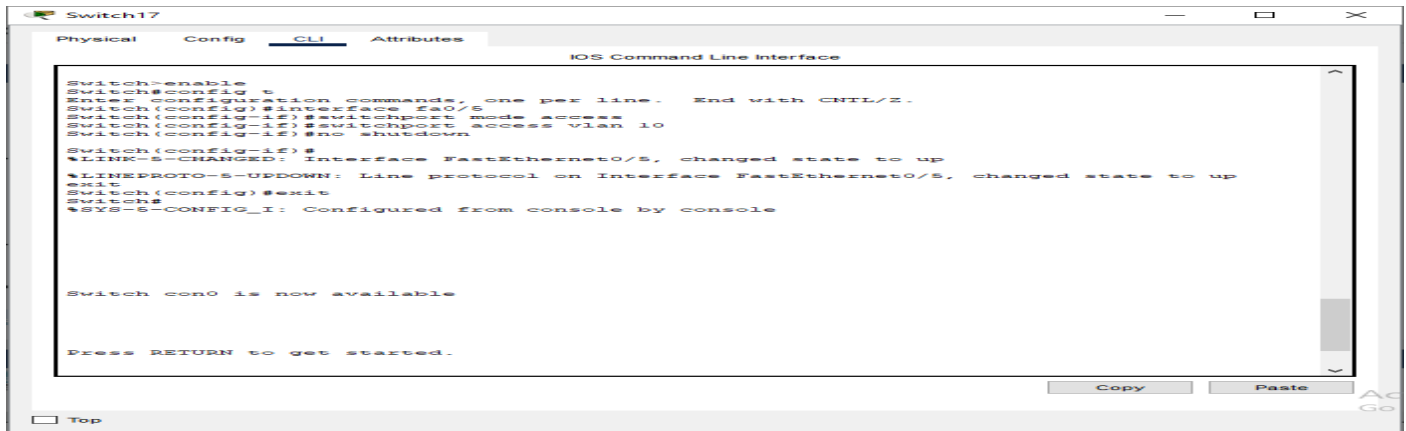 Switch17
Physical Config CLI Attributes
IOS Command Line Interface
Switch>enable
Switch#config t
Enter configuration commands, one per line. End with CNTL/Z.
Switch(config)#interface fa0/5
Switch(config-if)#switchport mode access
Switch(config-if)#switchport access vlan 10
Switch(config-if)#no shutdown
Switch(config-if)#
%LINK-5-CHANGED: Interface FastEthernet0/5, changed state to up
%LINEPROTO-5-UPDOWN: Line protocol on Interface FastEthernet0/5, changed state to up
exit
Switch(config)#exit
Switch#
%SYS-5-CONFIG_I: Configured from console by console
Switch con0 is now available
Press RETURN to get started.
Copy Paste
Ac
Go
Top